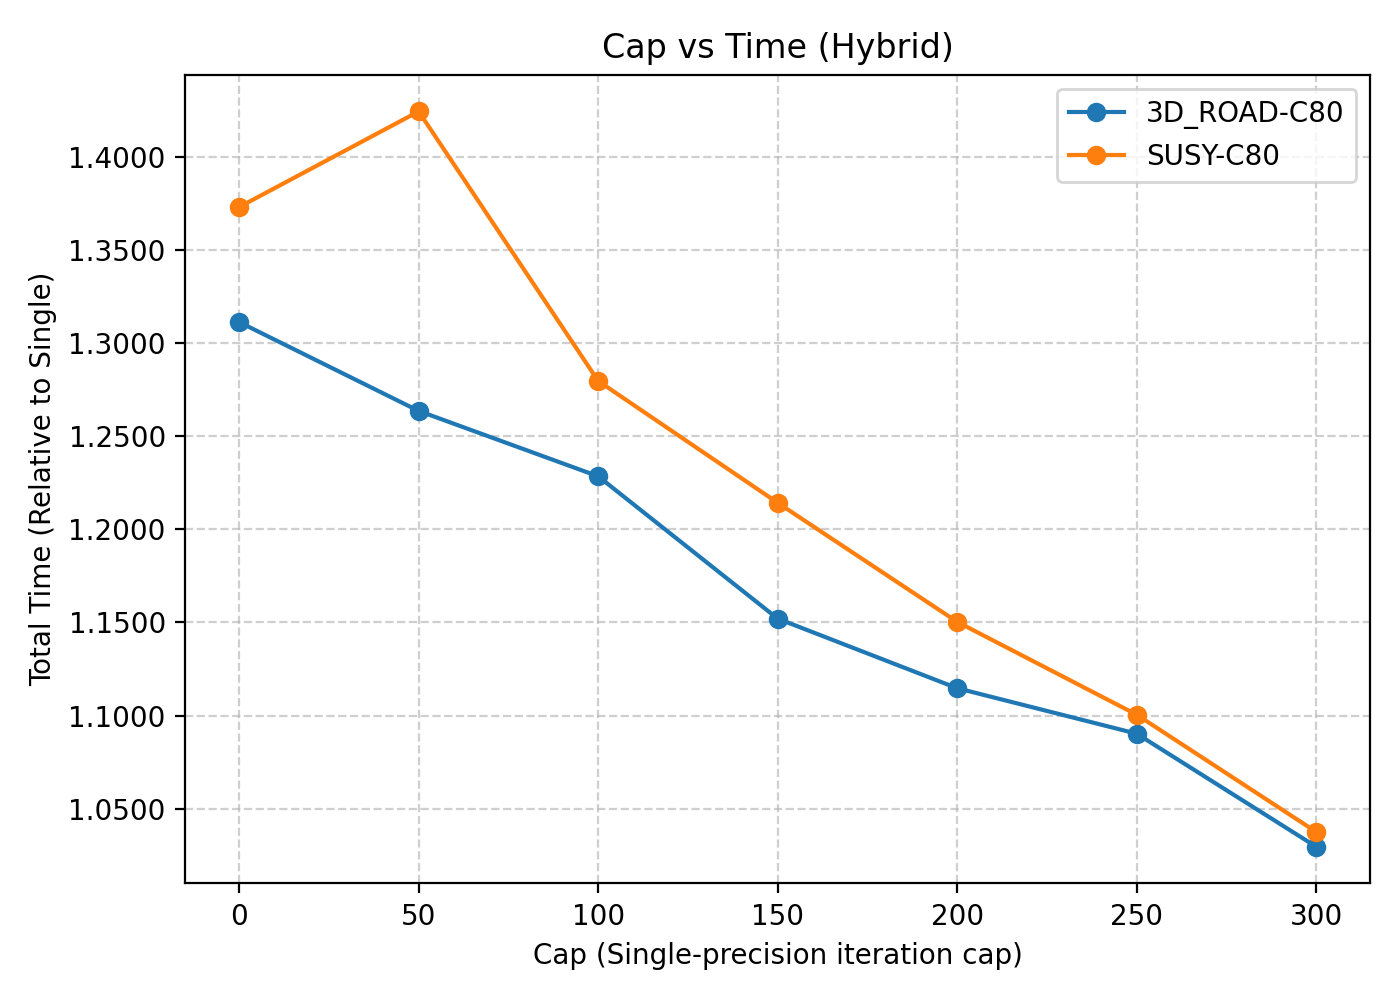 Cap vs Time (Hybrid)
3D_ROAD-C80
SUSY-C80
Total Time (Relative to Single)
1.4000
1.3500
1.3000
1.2500
1.2000
1.1500
1.1000
1.0500
0 50 100 150 200 250 300
Cap (Single-precision iteration cap)